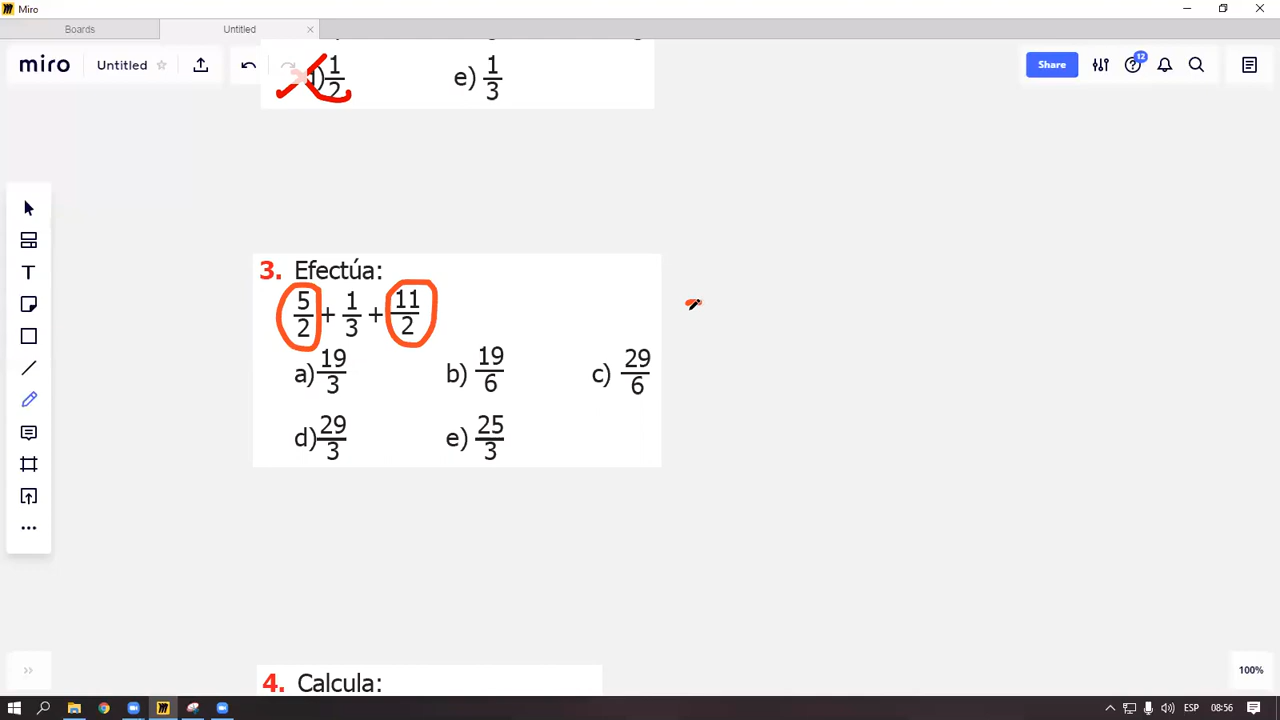 Miro
Boards
Untitled
miro
Untitled
Share
12
1/2
e) 1/3
3. Efectúa:
5/2 + 1/3 + 11/2
a) 19/3 b) 19/6 c) 29/6
d) 29/3 e) 25/3
4. Calcula:
100%
ESP 08:56